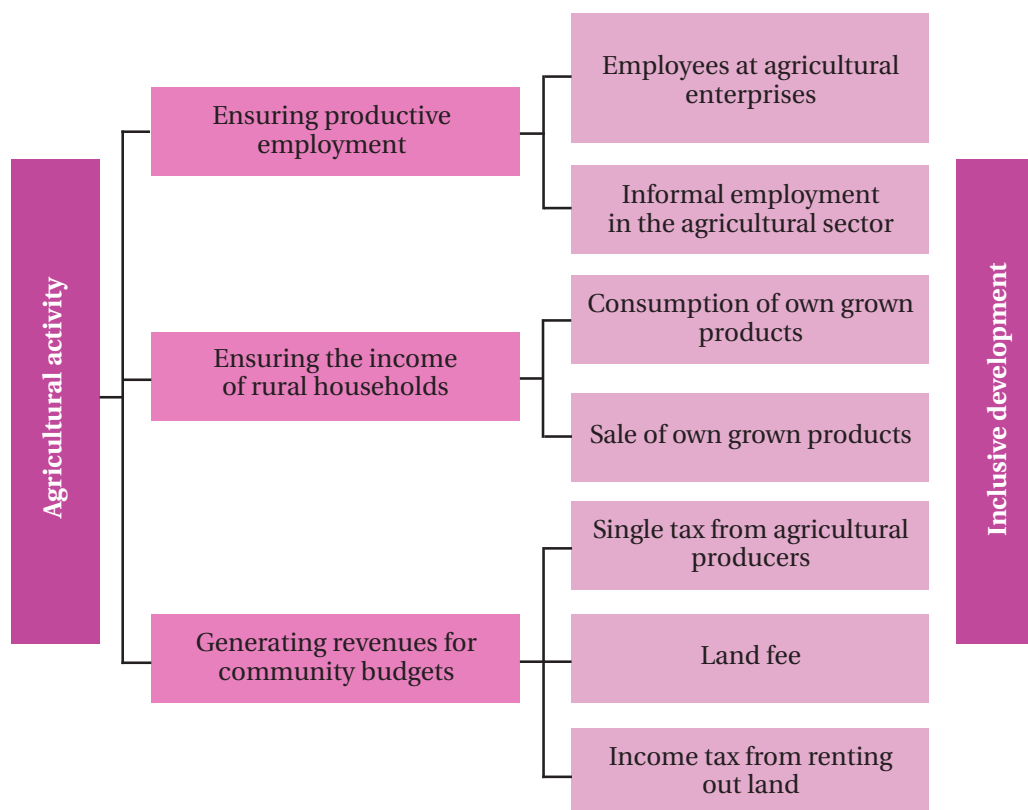 Agricultural activity
Ensuring productive
employment
Employees at agricultural
enterprises
Informal employment
in the agricultural sector
Ensuring the income
of rural households
Consumption of own grown
products
Sale of own grown products
Generating revenues for
community budgets
Single tax from agricultural
producers
Land fee
Income tax from renting
out land
Inclusive development